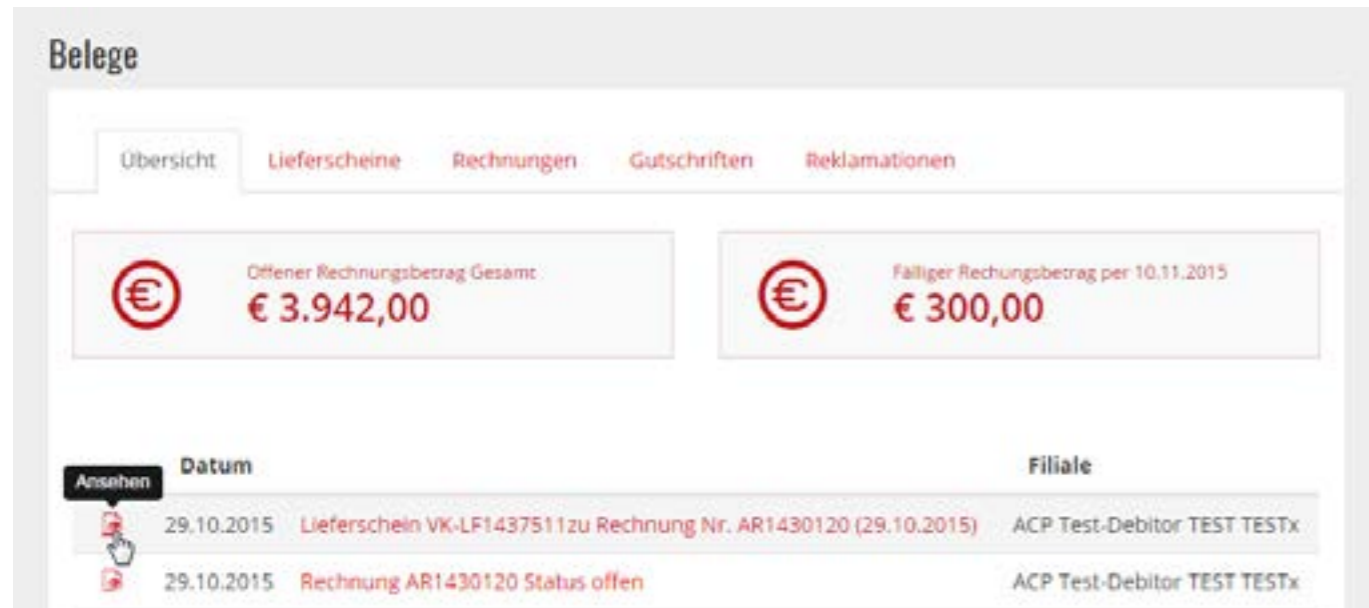 Belege
Übersicht Lieferscheine Rechnungen Gutschriften Reklamationen
Offener Rechnungsbetrag Gesamt
€ 3.942,00
Fälliger Rechungsbetrag per 10.11.2015
€ 300,00
Datum Filiale
Ansehen
29.10.2015 Lieferschein VK-LF1437511zu Rechnung Nr. AR1430120 (29.10.2015) ACP Test-Debitor TEST TESTx
29.10.2015 Rechnung AR1430120 Status offen ACP Test-Debitor TEST TESTx